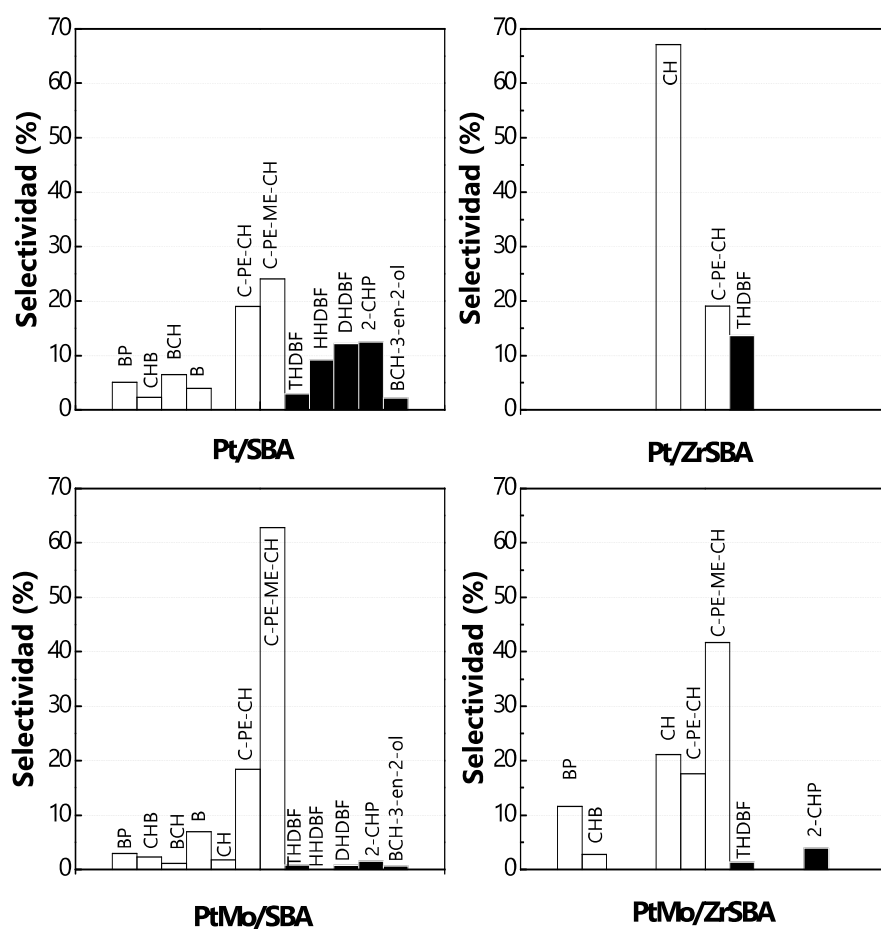 70
60
50
40
30
20
10
0
Selectividad (%)
BP
CHB
BCH
B
C-PE-CH
C-PE-ME-CH
THDBF
HHDBF
DHDBF
2-CHP
BCH-3-en-2-ol
Pt/SBA
70
60
50
40
30
20
10
0
Selectividad (%)
CH
C-PE-CH
THDBF
Pt/ZrSBA
70
60
50
40
30
20
10
0
Selectividad (%)
BP
CHB
BCH
B
CH
C-PE-CH
C-PE-ME-CH
THDBF
HHDBF
DHDBF
2-CHP
BCH-3-en-2-ol
PtMo/SBA
70
60
50
40
30
20
10
0
Selectividad (%)
BP
CHB
CH
C-PE-CH
C-PE-ME-CH
THDBF
2-CHP
PtMo/ZrSBA